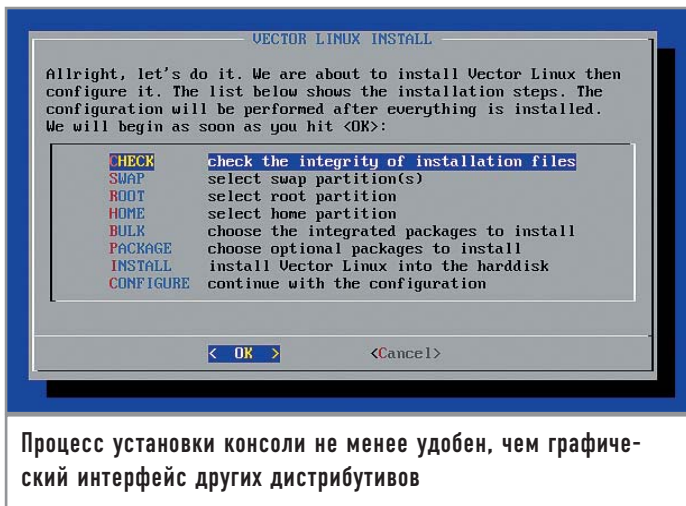 VECTOR LINUX INSTALL
Allright, let's do it. We are about to install Vector Linux then
configure it. The list below shows the installation steps. The
configuration will be performed after everything is installed.
We will begin as soon as you hit <OK>:
CHECK check the integrity of installation files
SWAP select swap partition(s)
ROOT select root partition
HOME select home partition
BULK choose the integrated packages to install
PACKAGE choose optional packages to install
INSTALL install Vector Linux into the harddisk
CONFIGURE continue with the configuration
< OK > <Cancel>
Процесс установки консоли не менее удобен, чем графиче-
ский интерфейс других дистрибутивов